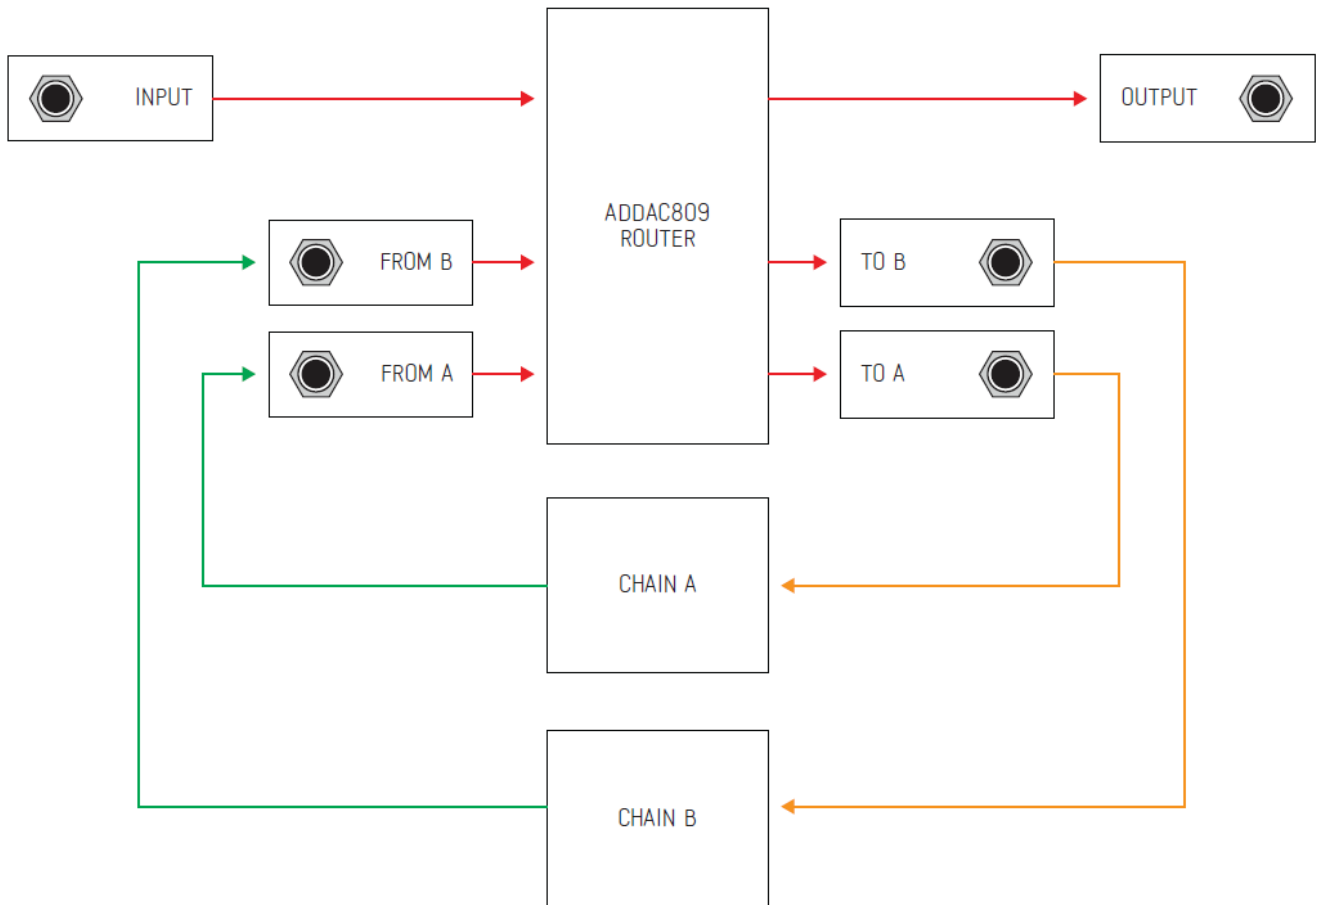 INPUT
OUTPUT
ADDAC809
ROUTER
FROM B
TO B
FROM A
TO A
CHAIN A
CHAIN B